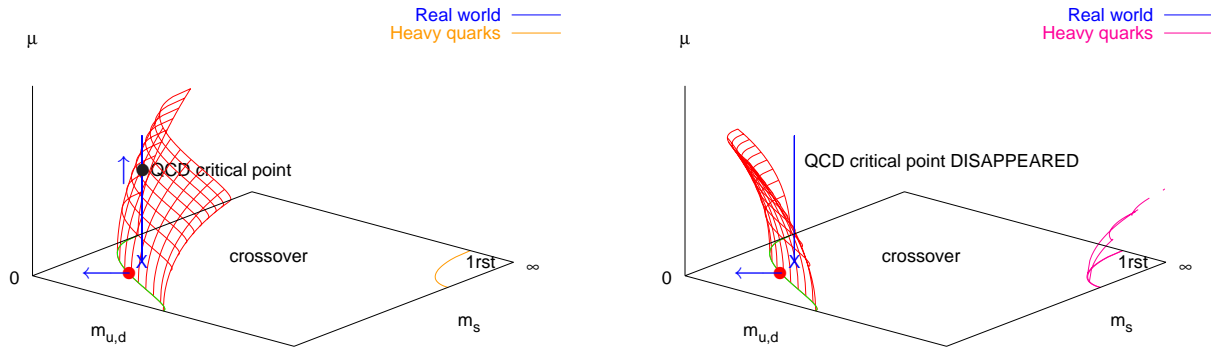 Real world
Heavy quarks
μ
QCD critical point
crossover
1rst
0
∞
m_s
m_{u,d}
Real world
Heavy quarks
μ
QCD critical point DISAPPEARED
crossover
1rst
0
∞
m_s
m_{u,d}